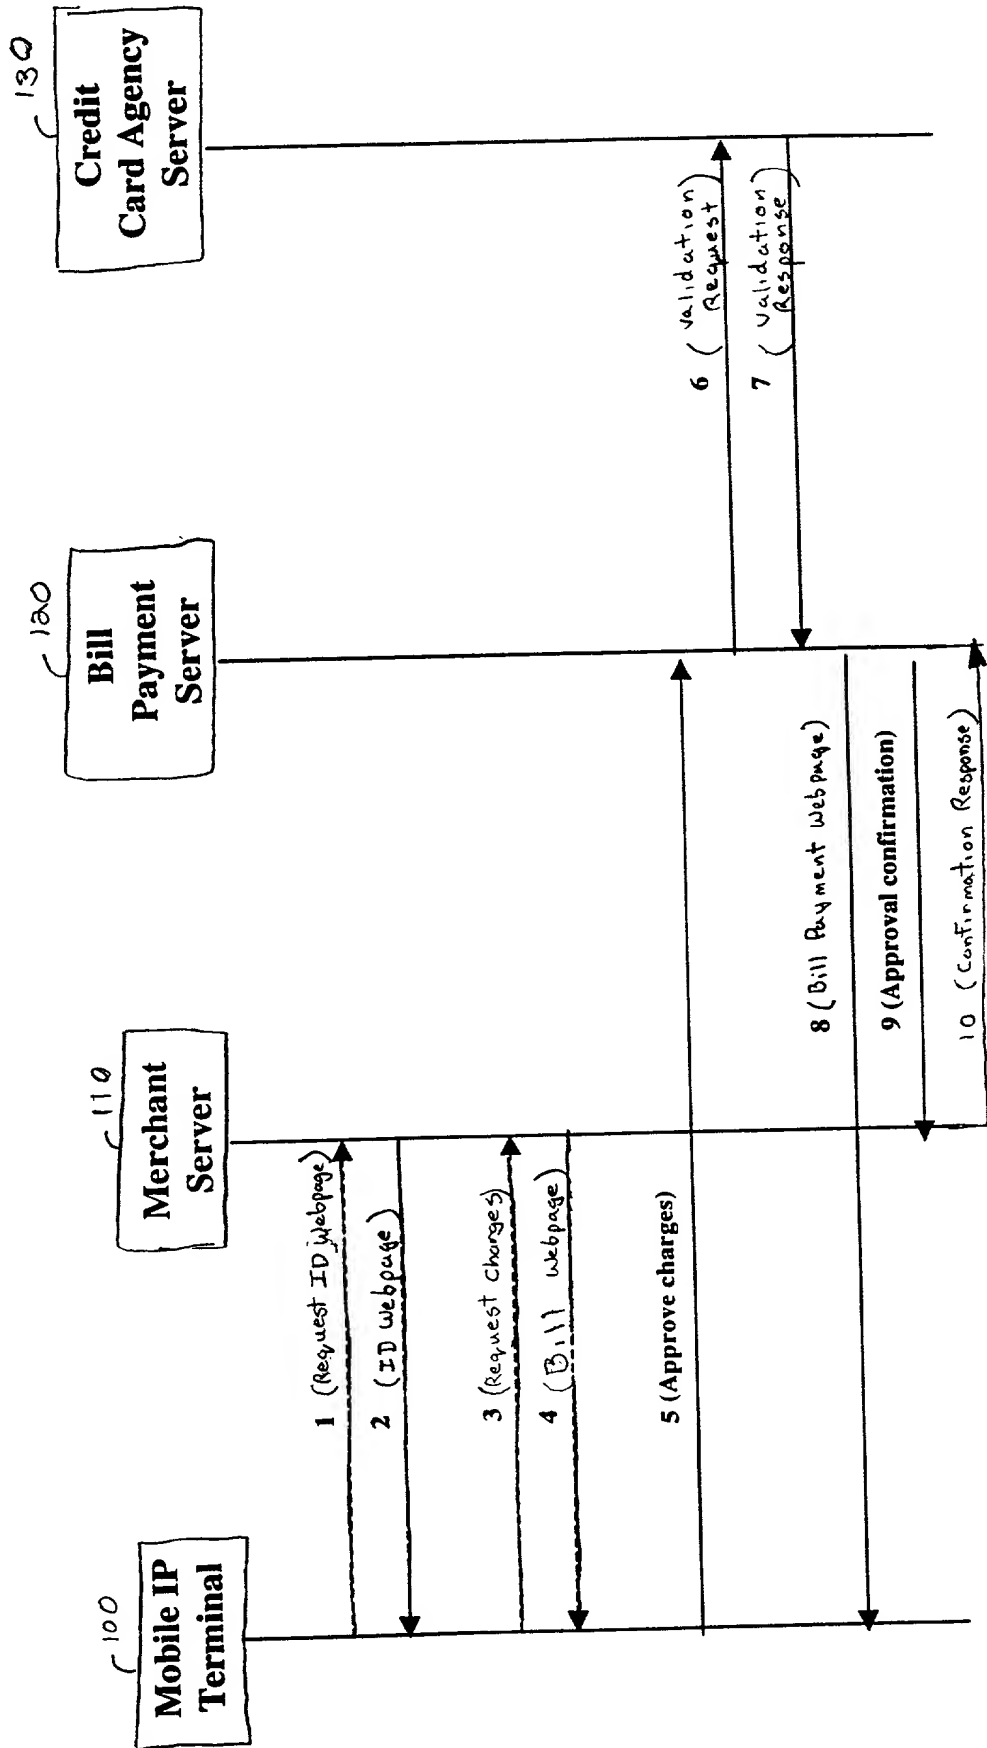 100
Mobile IP
Terminal
110
Merchant
Server
120
Bill
Payment
Server
130
Credit
Card Agency
Server
1 (Request ID Webpage)
2 (ID Webpage)
3 (Request Charges)
4 (Bill Webpage)
5 (Approve charges)
6 (Validation
Request)
7 (Validation
Response)
8 (Bill Payment Webpage)
9 (Approval confirmation)
10 (Confirmation Response)